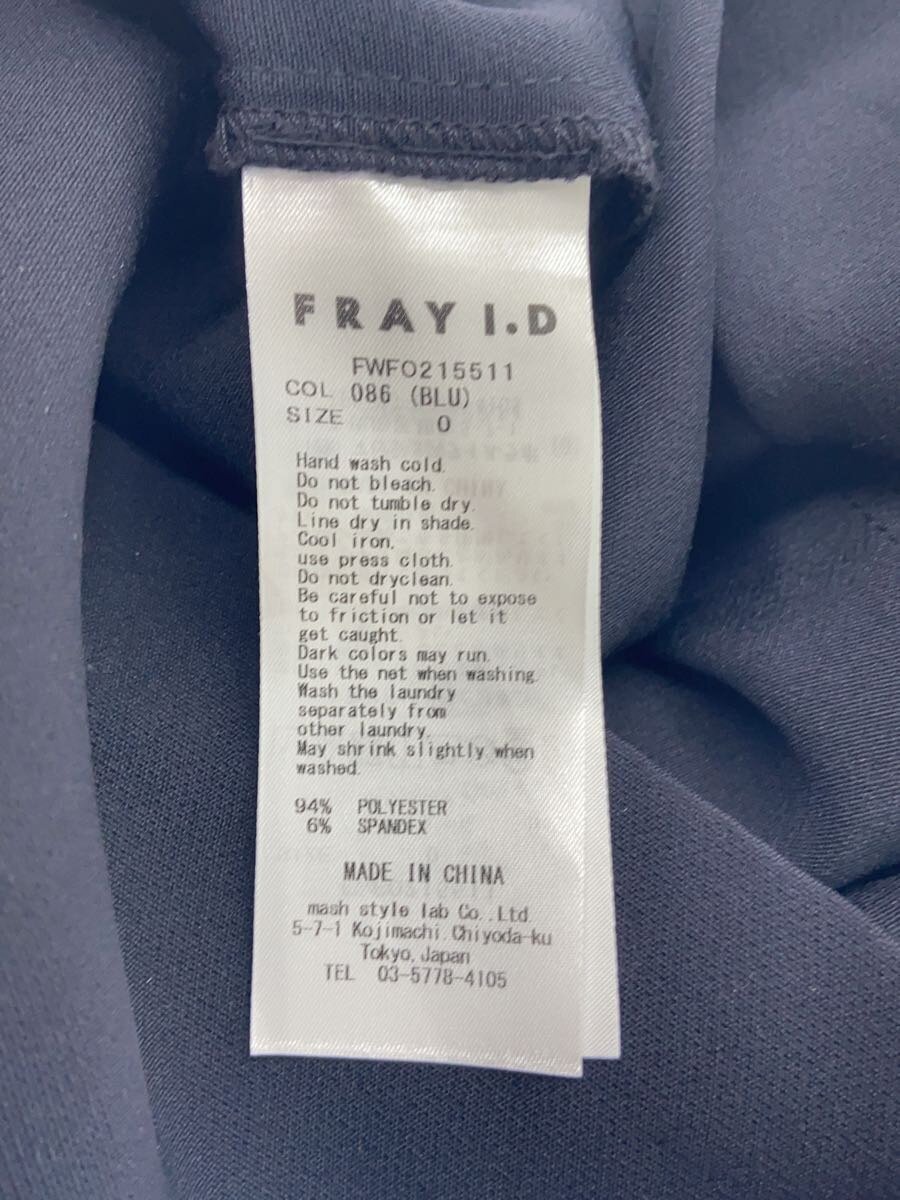 FRAY I.D
FWFO215511
COL 086 (BLU)
SIZE 0
Hand wash cold.
Do not bleach.
Do not tumble dry.
Line dry in shade.
Cool iron,
use press cloth.
Do not dryclean.
Be careful not to expose
to friction or let it
get caught.
Dark colors may run.
Use the net when washing.
Wash the laundry
separately from
other laundry.
May shrink slightly when
washed.
94% POLYESTER
6% SPANDEX
MADE IN CHINA
mash style lab Co.,Ltd.
5-7-1 Kojimachi,Chiyoda-ku
Tokyo,Japan
TEL 03-5778-4105